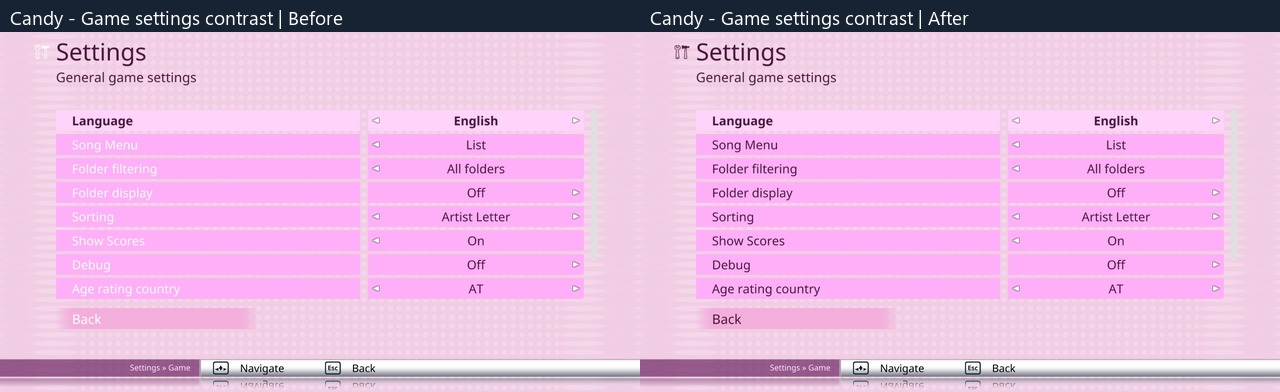 Candy - Game settings contrast | Before
Settings
General game settings
Language English
Song Menu List
Folder filtering All folders
Folder display Off
Sorting Artist Letter
Show Scores On
Debug Off
Age rating country AT
Back
Settings » Game Navigate Esc Back
Candy - Game settings contrast | After
Settings
General game settings
Language English
Song Menu List
Folder filtering All folders
Folder display Off
Sorting Artist Letter
Show Scores On
Debug Off
Age rating country AT
Back
Settings » Game Navigate Esc Back